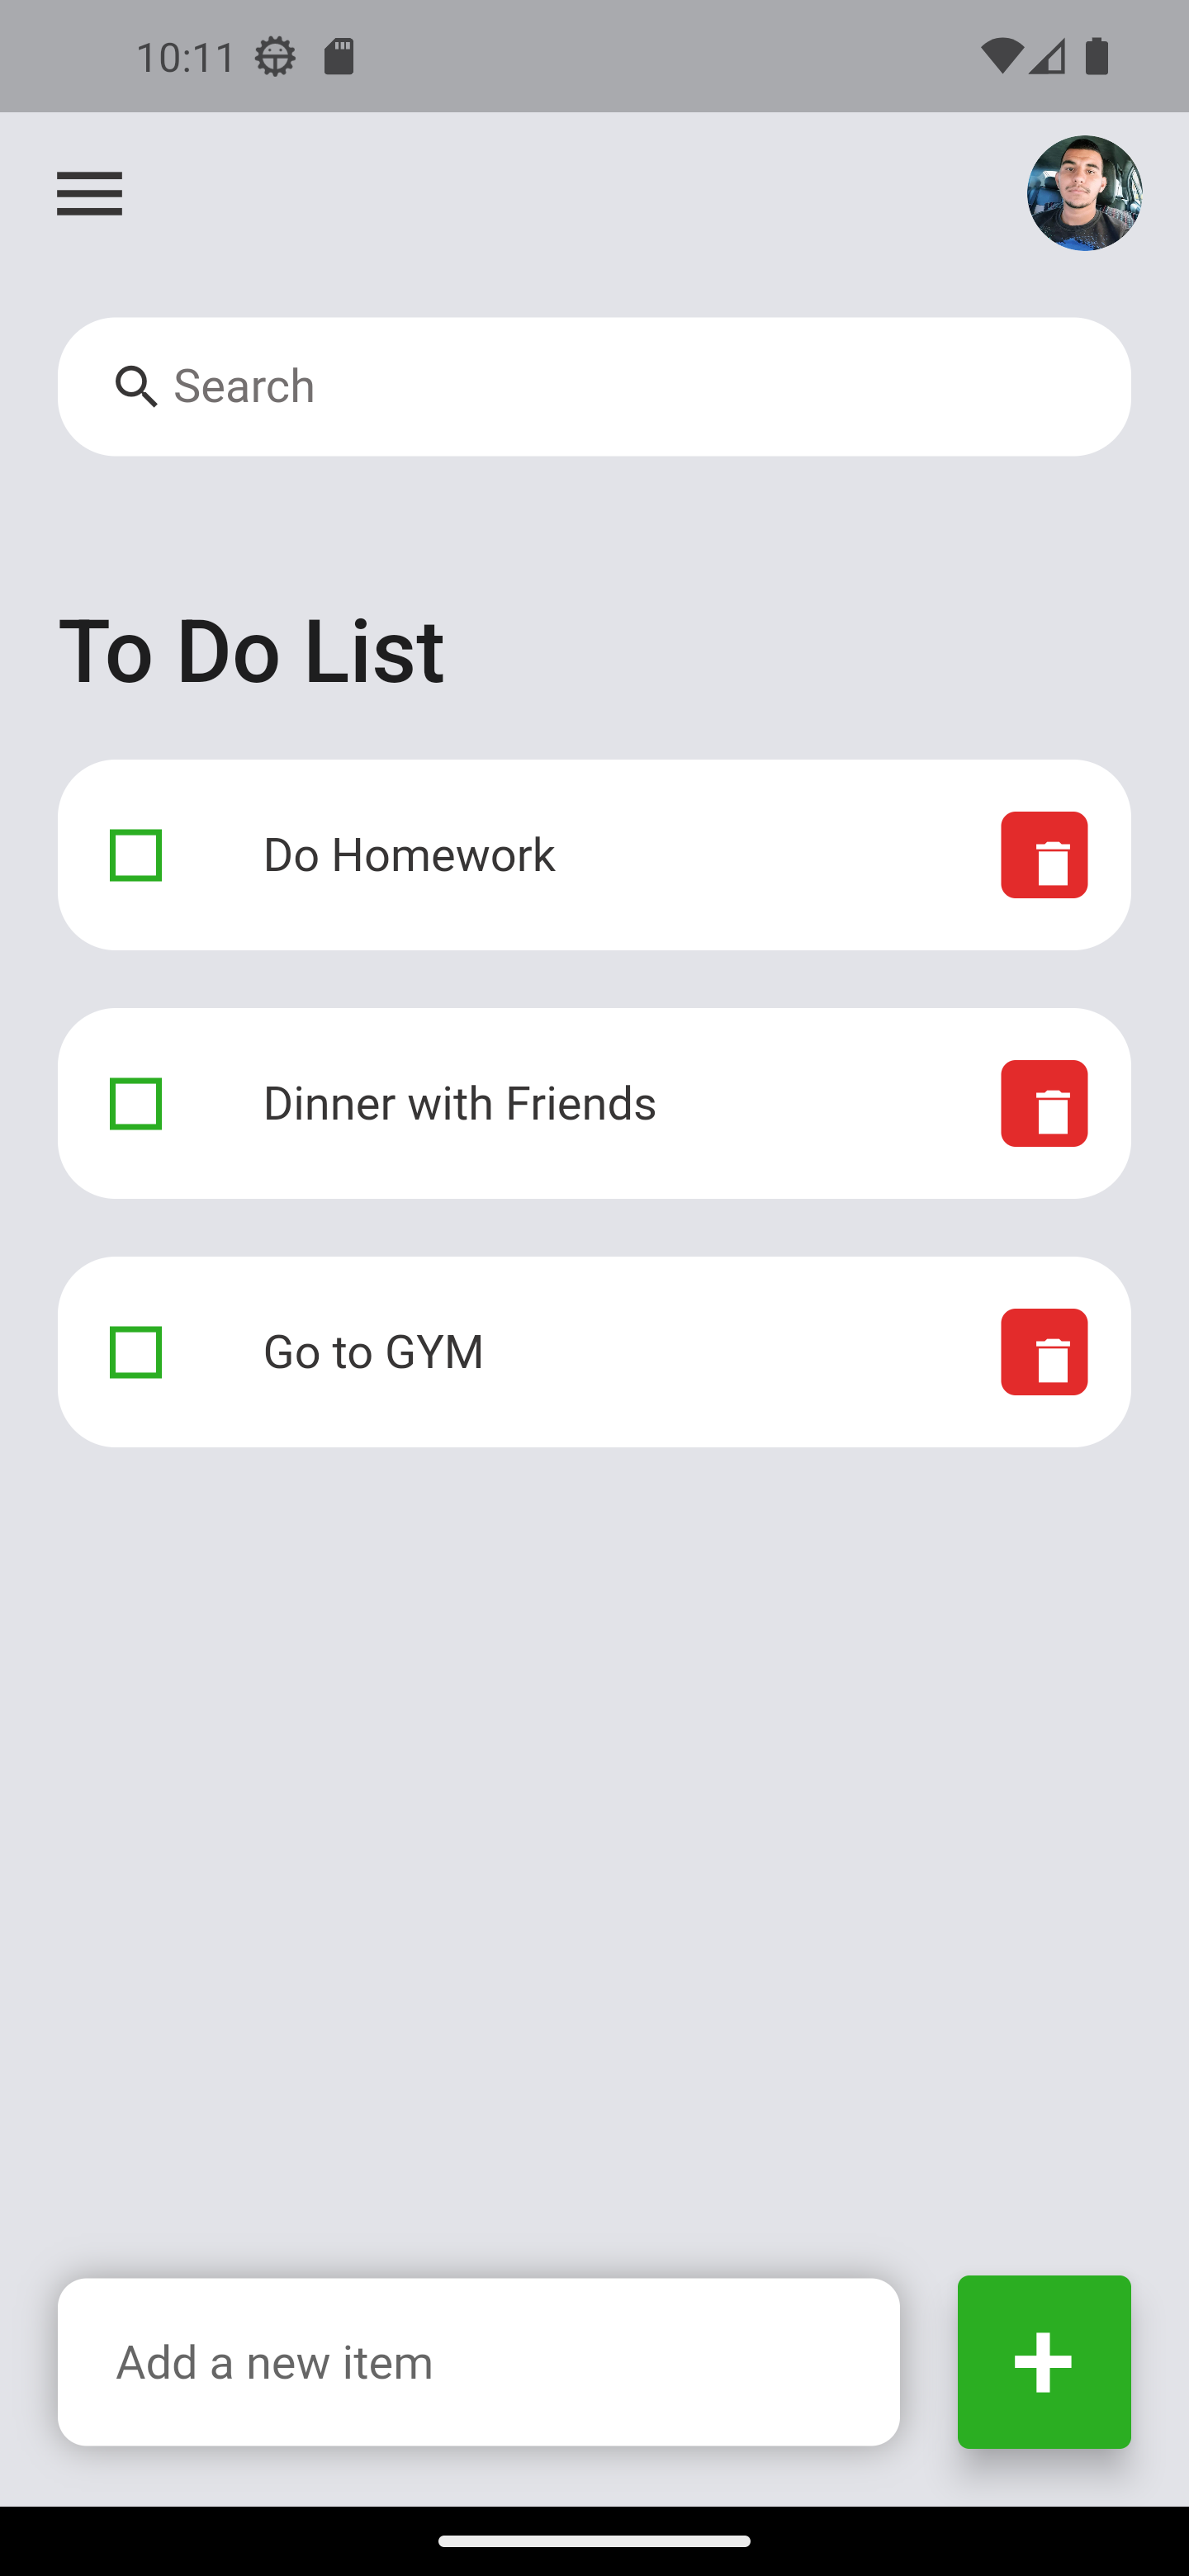 10:11
Search
To Do List
Do Homework
Dinner with Friends
Go to GYM
Add a new item